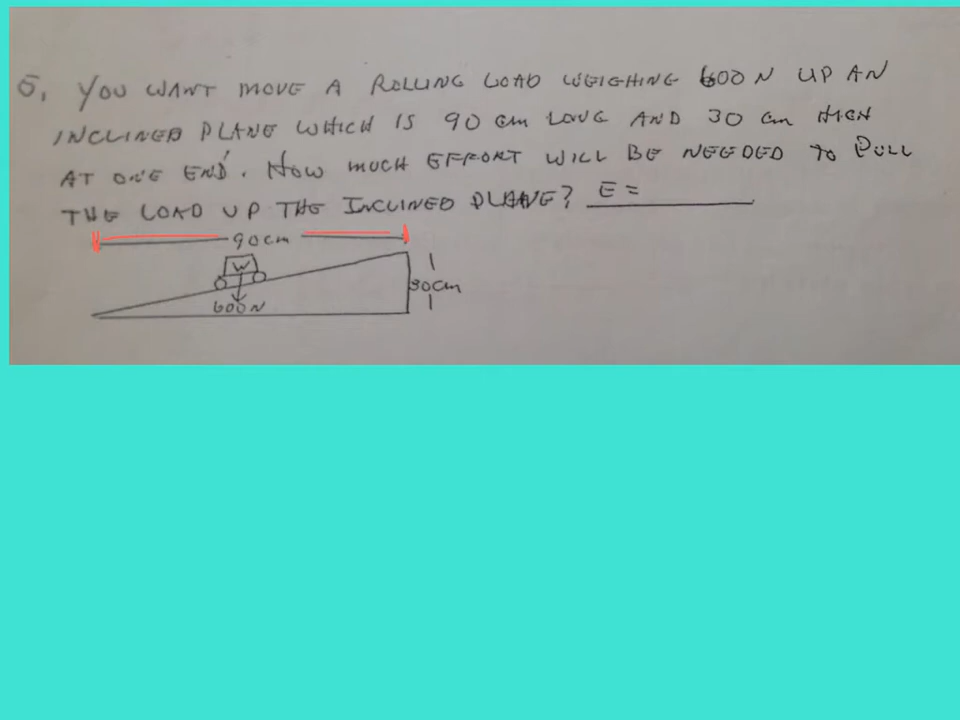 5. YOU WANT MOVE A ROLLING LOAD WEIGHING 600 N UP AN
INCLINED PLANE WHICH IS 90 cm LONG AND 30 cm HIGH
AT ONE END. HOW MUCH EFFORT WILL BE NEEDED TO PULL
THE LOAD UP THE INCLINED PLANE? E =
90cm
W
30cm
600N